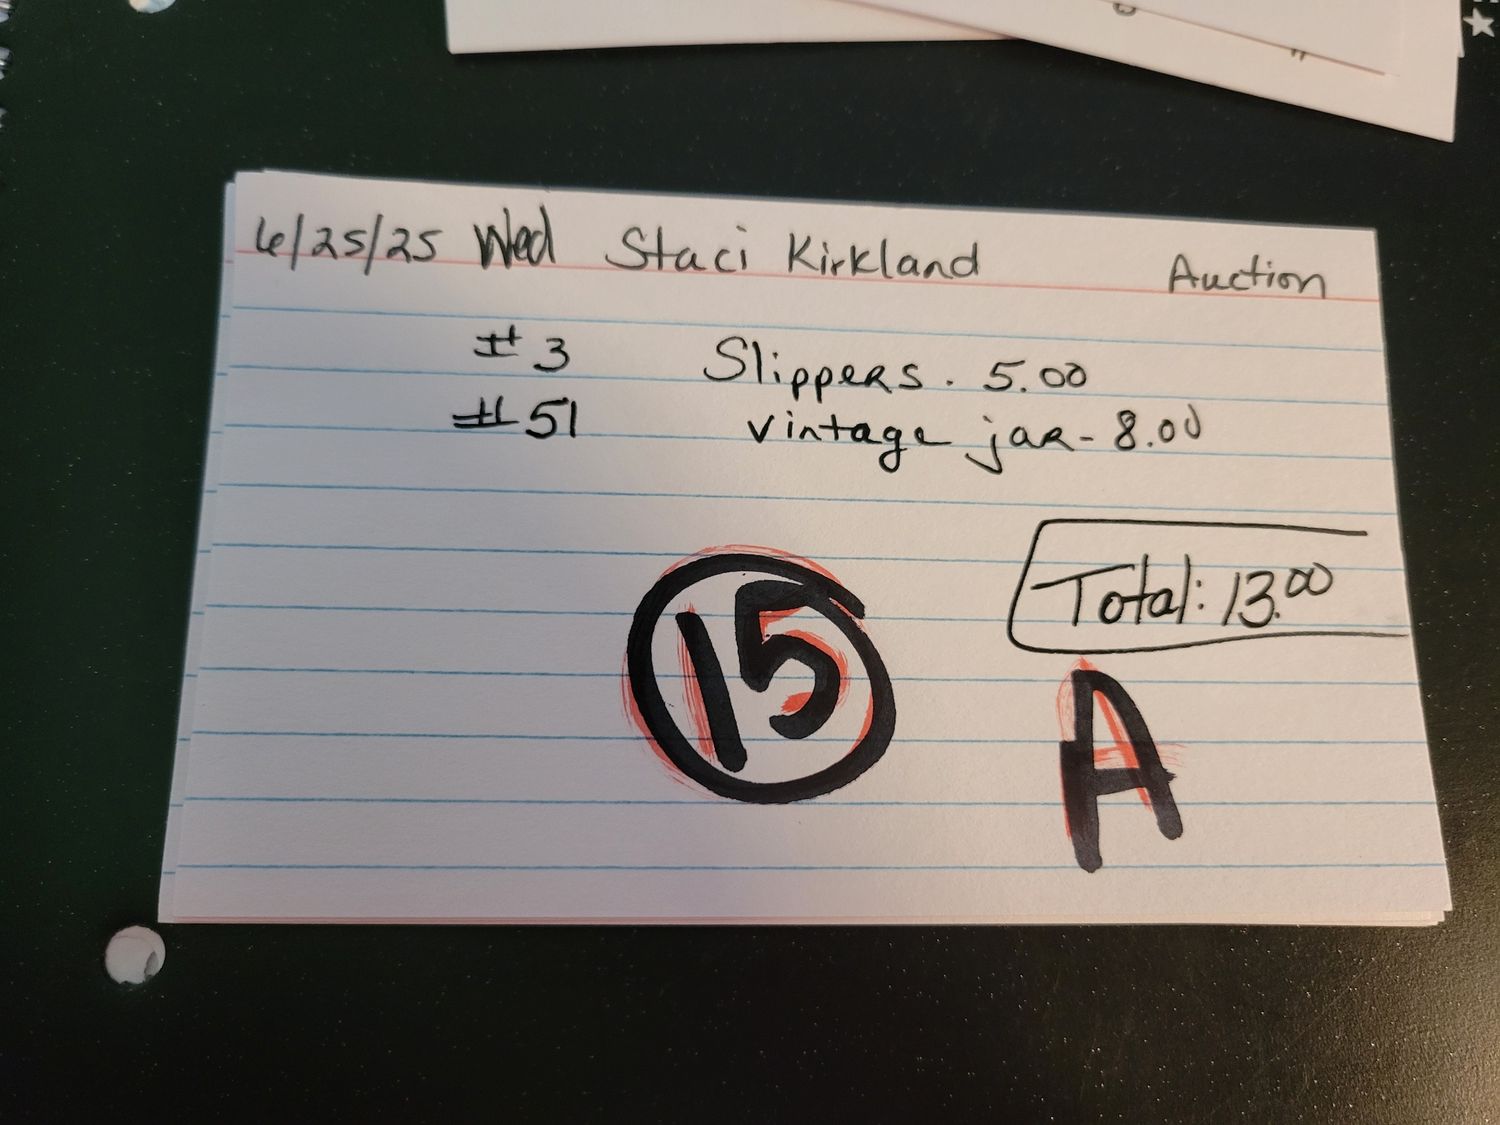 6/25/25 Wed Staci Kirkland Auction
#3 Slippers. 5.00
#51 vintage jar- 8.00
Total: 13.00
15
A